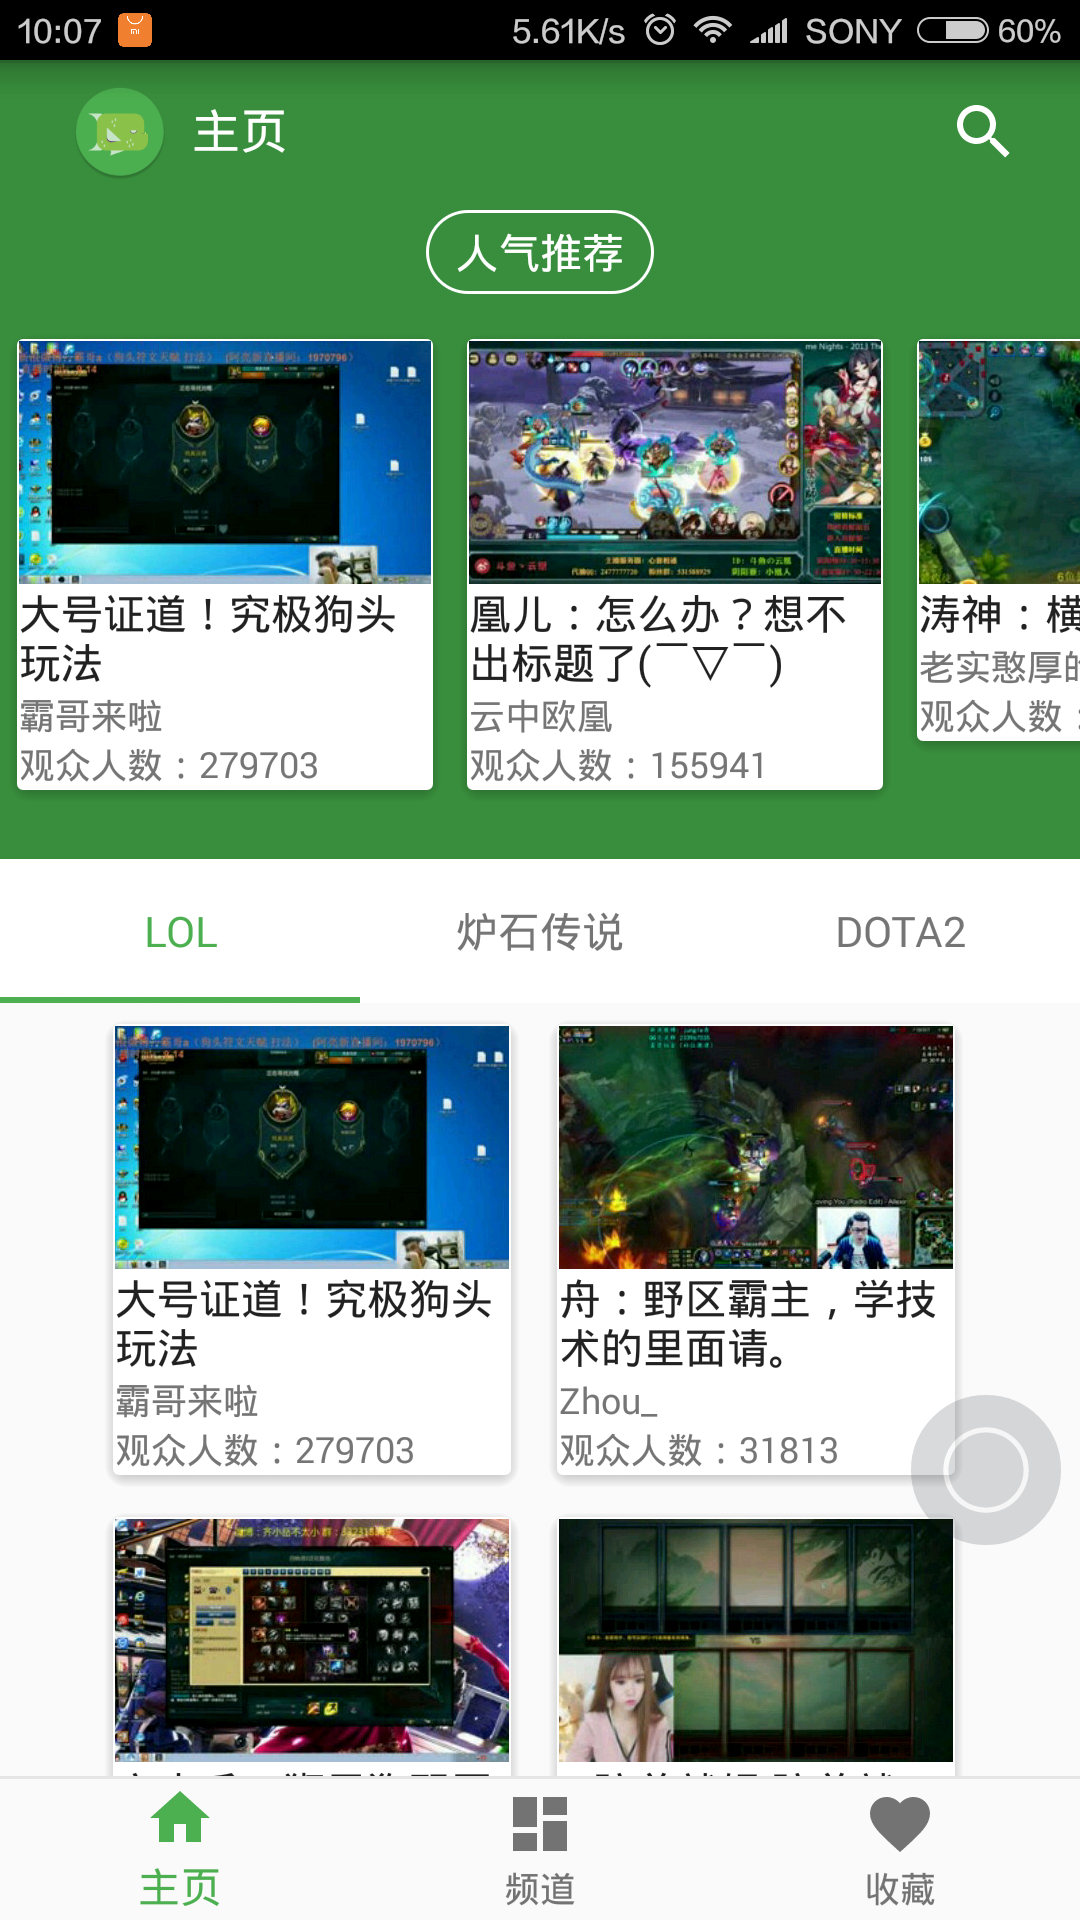 10:07
5.61K/s
SONY
60%
主页
人气推荐
大号证道！究极狗头
玩法
霸哥来啦
观众人数：279703
凰儿：怎么办？想不
出标题了(￣▽￣)
云中欧凰
观众人数：155941
涛神：横
老实憨厚的
观众人数：
LOL
炉石传说
DOTA2
大号证道！究极狗头
玩法
霸哥来啦
观众人数：279703
舟：野区霸主，学技
术的里面请。
Zhou_
观众人数：31813
主页
频道
收藏